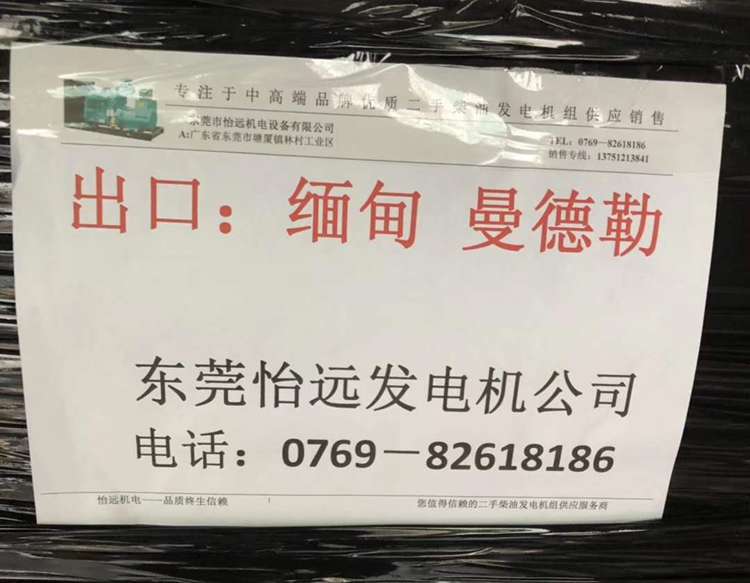 专注于中高端品牌优质二手柴油发电机组供应销售
东莞市怡远机电设备有限公司
A:广东省东莞市塘厦镇林村工业区
TEL: 0769—82618186
销售专线: 13751213841
出口：缅甸 曼德勒
东莞怡远发电机公司
电话：0769－82618186
怡远机电——品质终生信赖
您值得信赖的二手柴油发电机组供应服务商